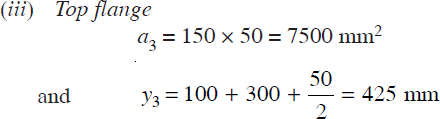 (iii) Top flange
a₃ = 150 × 50 = 7500 mm²
and y₃ = 100 + 300 + 50/2 = 425 mm